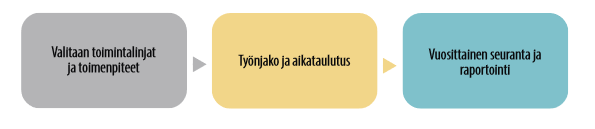 Valitaan toimintalinjat
ja toimenpiteet
Työnjako ja aikataulutus
Vuosittainen seuranta ja
raportointi